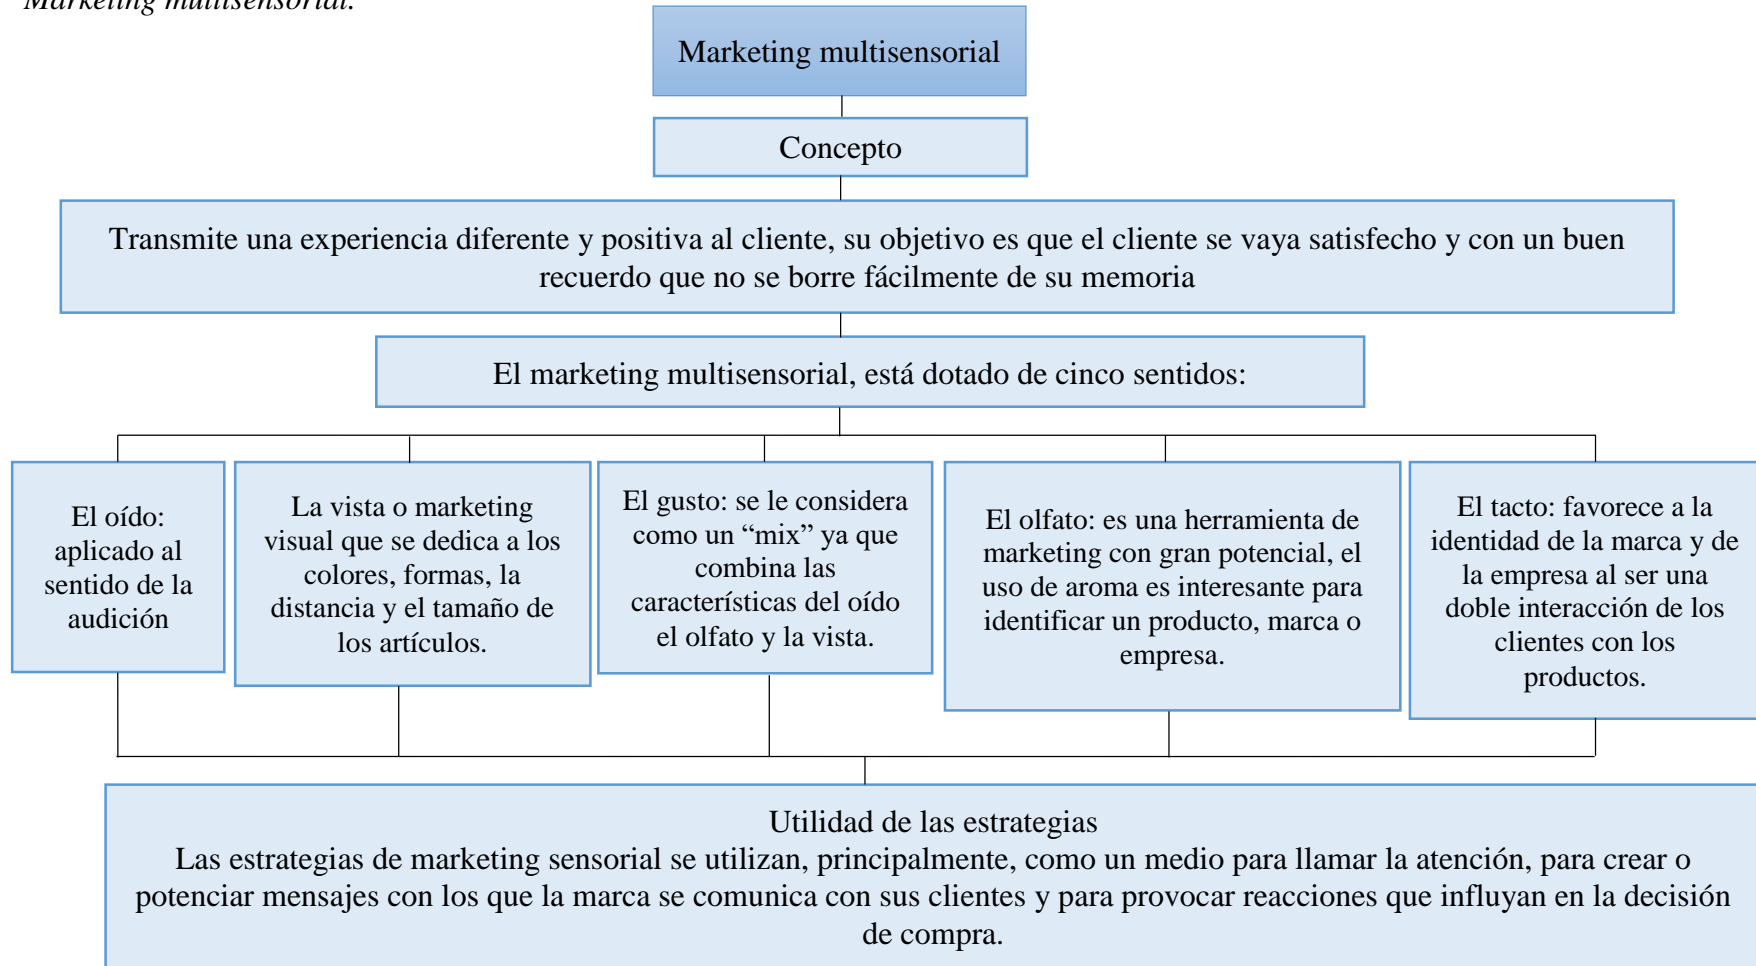 Marketing multisensorial.
Marketing multisensorial
Concepto
Transmite una experiencia diferente y positiva al cliente, su objetivo es que el cliente se vaya satisfecho y con un buen
recuerdo que no se borre fácilmente de su memoria
El marketing multisensorial, está dotado de cinco sentidos:
El oído:
aplicado al
sentido de la
audición
La vista o marketing
visual que se dedica a los
colores, formas, la
distancia y el tamaño de
los artículos.
El gusto: se le considera
como un “mix” ya que
combina las
características del oído
el olfato y la vista.
El olfato: es una herramienta de
marketing con gran potencial, el
uso de aroma es interesante para
identificar un producto, marca o
empresa.
El tacto: favorece a la
identidad de la marca y de
la empresa al ser una
doble interacción de los
clientes con los
productos.
Utilidad de las estrategias
Las estrategias de marketing sensorial se utilizan, principalmente, como un medio para llamar la atención, para crear o
potenciar mensajes con los que la marca se comunica con sus clientes y para provocar reacciones que influyan en la decisión
de compra.